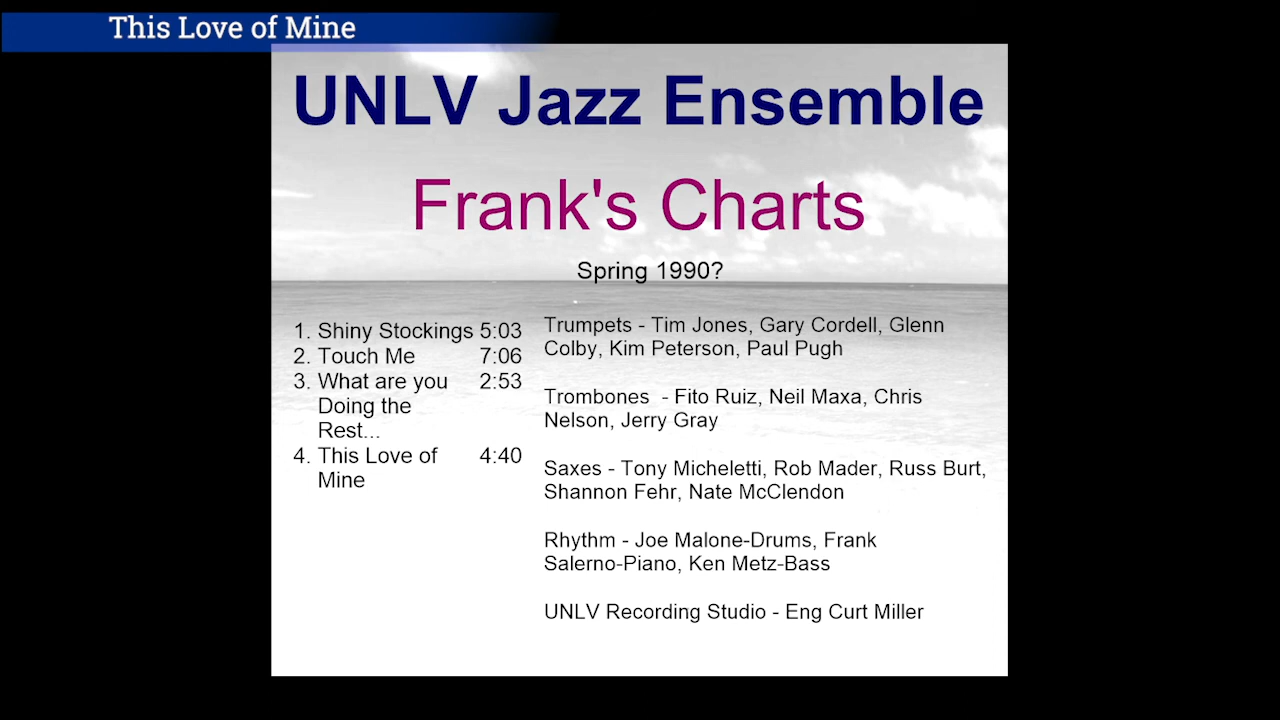 This Love of Mine
UNLV Jazz Ensemble
Frank's Charts
Spring 1990?
1. Shiny Stockings 5:03
2. Touch Me 7:06
3. What are you 2:53
Doing the
Rest...
4. This Love of 4:40
Mine
Trumpets - Tim Jones, Gary Cordell, Glenn
Colby, Kim Peterson, Paul Pugh
Trombones - Fito Ruiz, Neil Maxa, Chris
Nelson, Jerry Gray
Saxes - Tony Micheletti, Rob Mader, Russ Burt,
Shannon Fehr, Nate McClendon
Rhythm - Joe Malone-Drums, Frank
Salerno-Piano, Ken Metz-Bass
UNLV Recording Studio - Eng Curt Miller